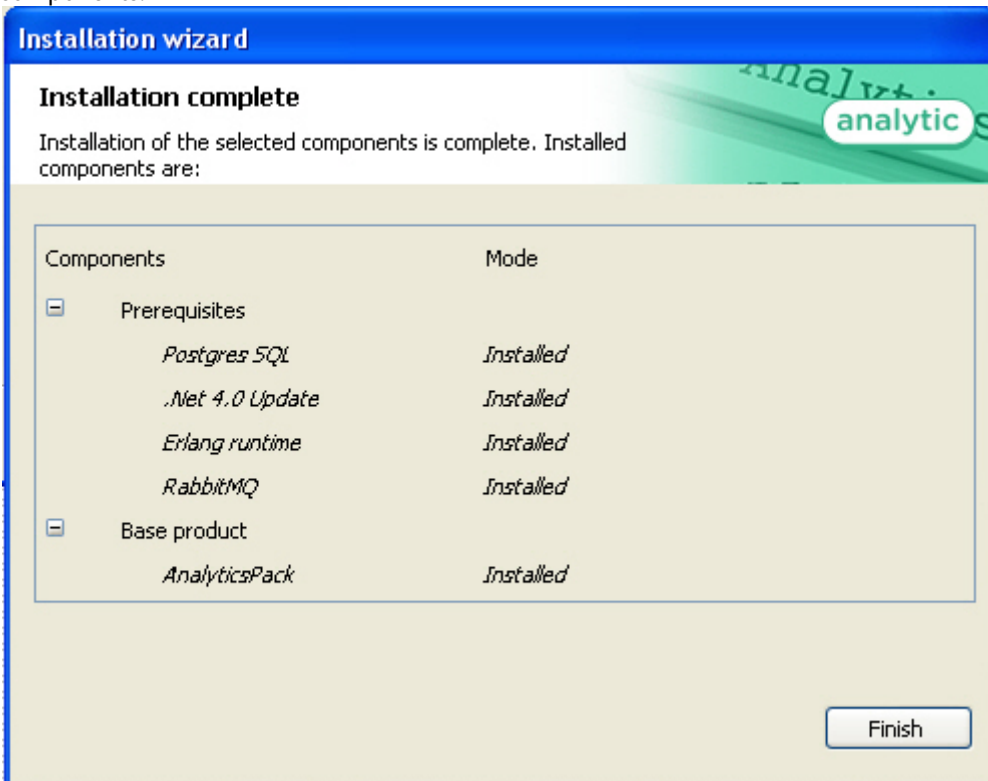 Installation wizard
Installation complete
Analytics
analytic
Installation of the selected components is complete. Installed
components are:
Components Mode
Prerequisites
Postgres SQL Installed
.Net 4.0 Update Installed
Erlang runtime Installed
RabbitMQ Installed
Base product
AnalyticsPack Installed
Finish